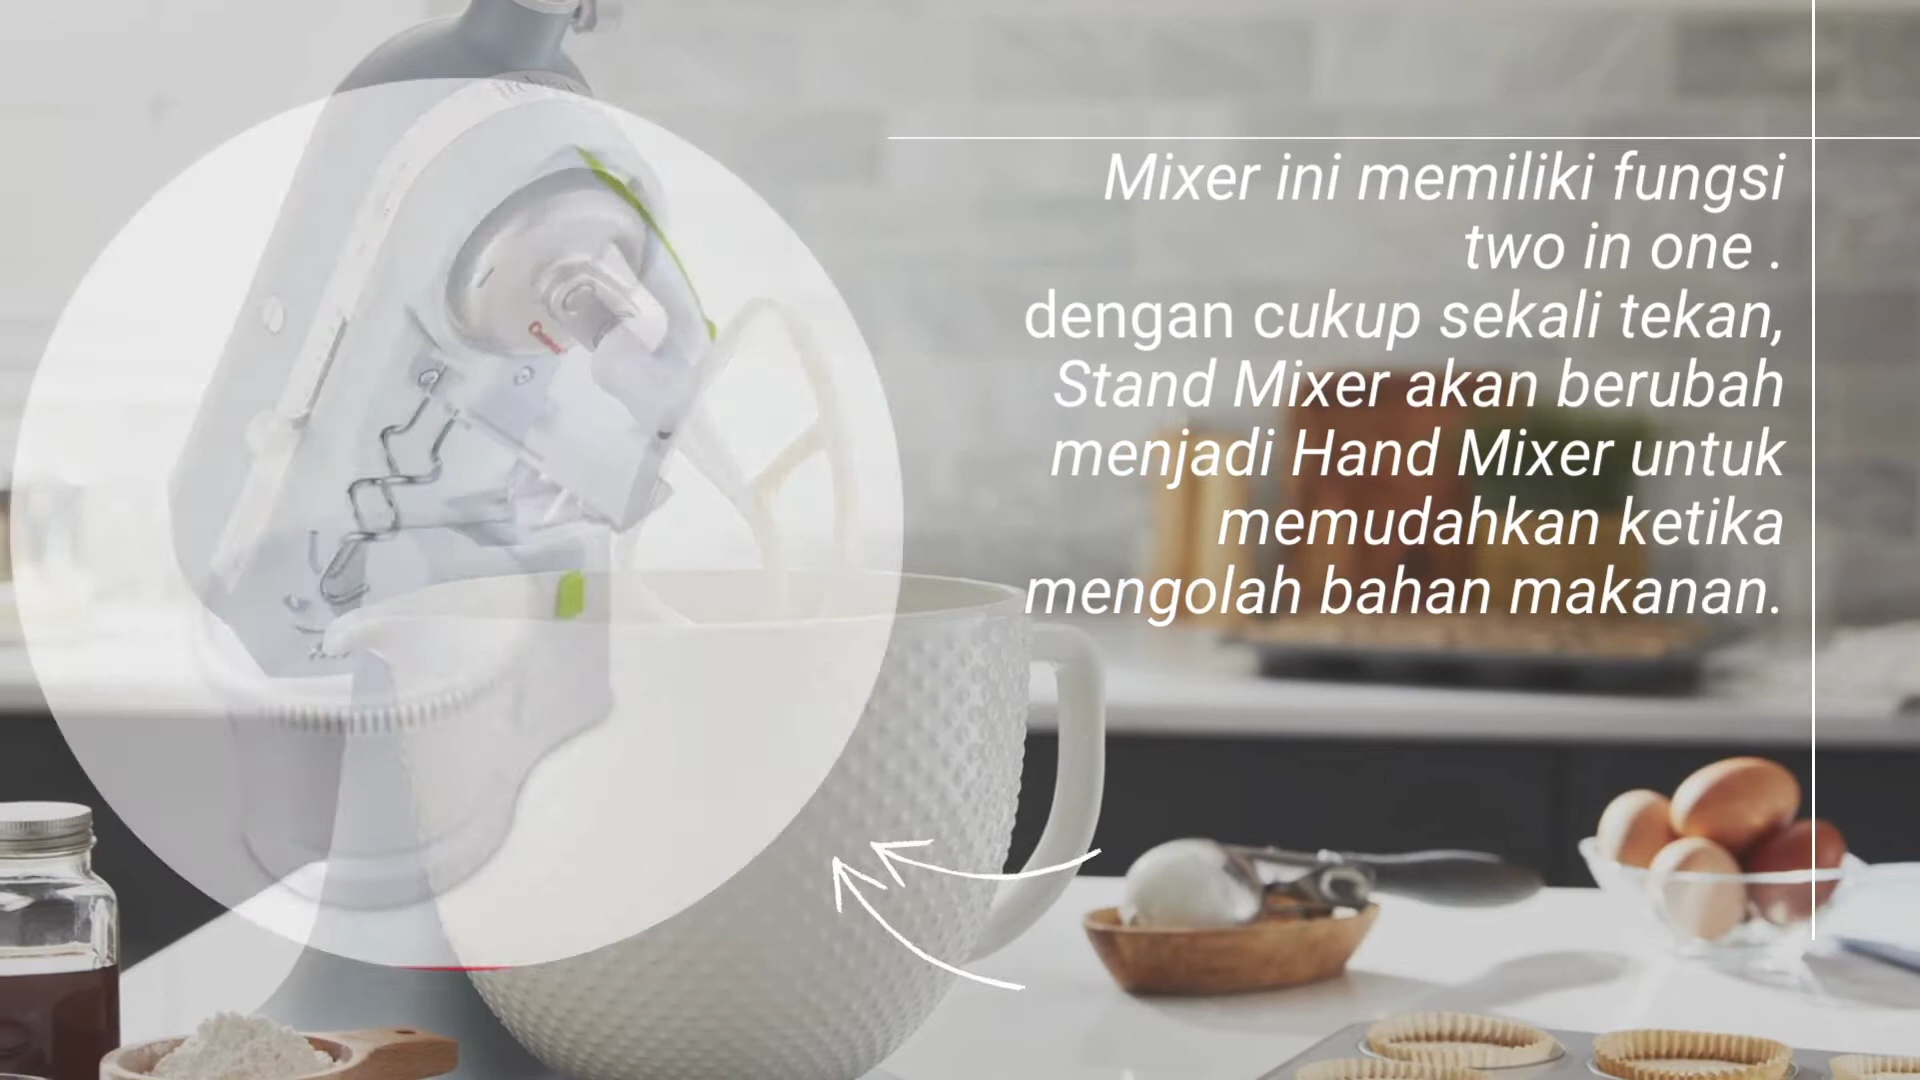 Mixer ini memiliki fungsi
two in one .
dengan cukup sekali tekan,
Stand Mixer akan berubah
menjadi Hand Mixer untuk
memudahkan ketika
mengolah bahan makanan.